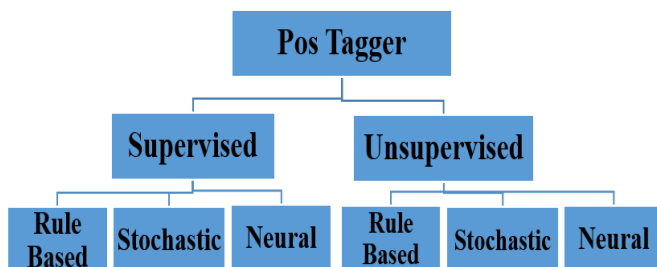 Pos Tagger
Supervised
Unsupervised
Rule
Based
Stochastic
Neural
Rule
Based
Stochastic
Neural